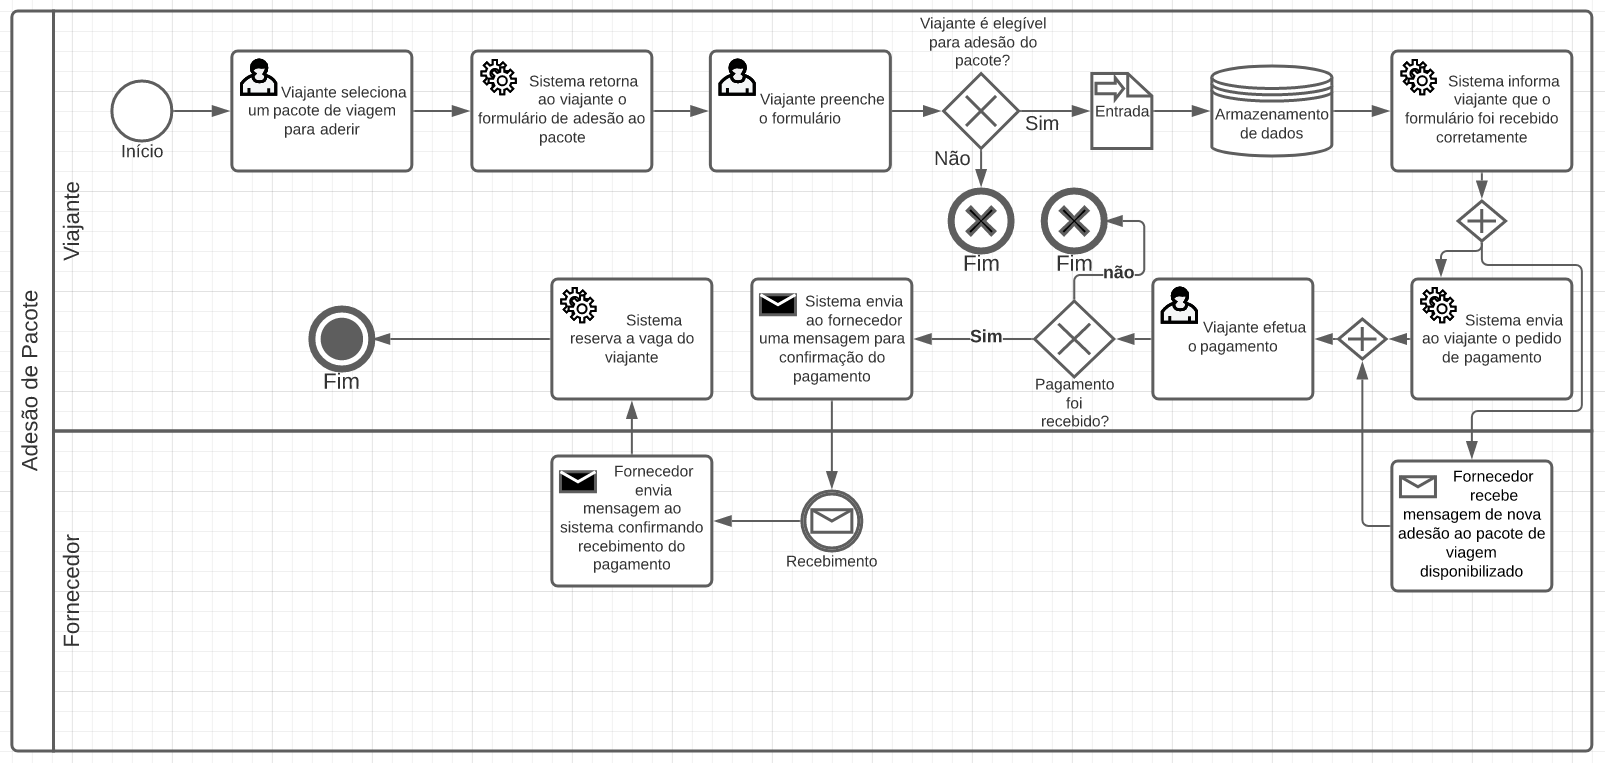 Adesão de Pacote
Viajante
Início
Viajante seleciona
um pacote de viagem
para aderir
Sistema retorna
ao viajante o
formulário de adesão ao
pacote
Viajante preenche
o formulário
Viajante é elegível
para adesão do
pacote?
Sim
Não
Fim
Entrada
Armazenamento
de dados
Sistema informa
viajante que o
formulário foi recebido
corretamente
Sistema envia
ao viajante o pedido
de pagamento
Viajante efetua
o pagamento
Pagamento
foi
recebido?
não
Fim
Sim
Sistema envia
ao fornecedor
uma mensagem para
confirmação do
pagamento
Sistema
reserva a vaga do
viajante
Fim
Fornecedor
Fornecedor
envia
mensagem ao
sistema confirmando
recebimento do
pagamento
Recebimento
Fornecedor
recebe
mensagem de nova
adesão ao pacote de
viagem
disponibilizado